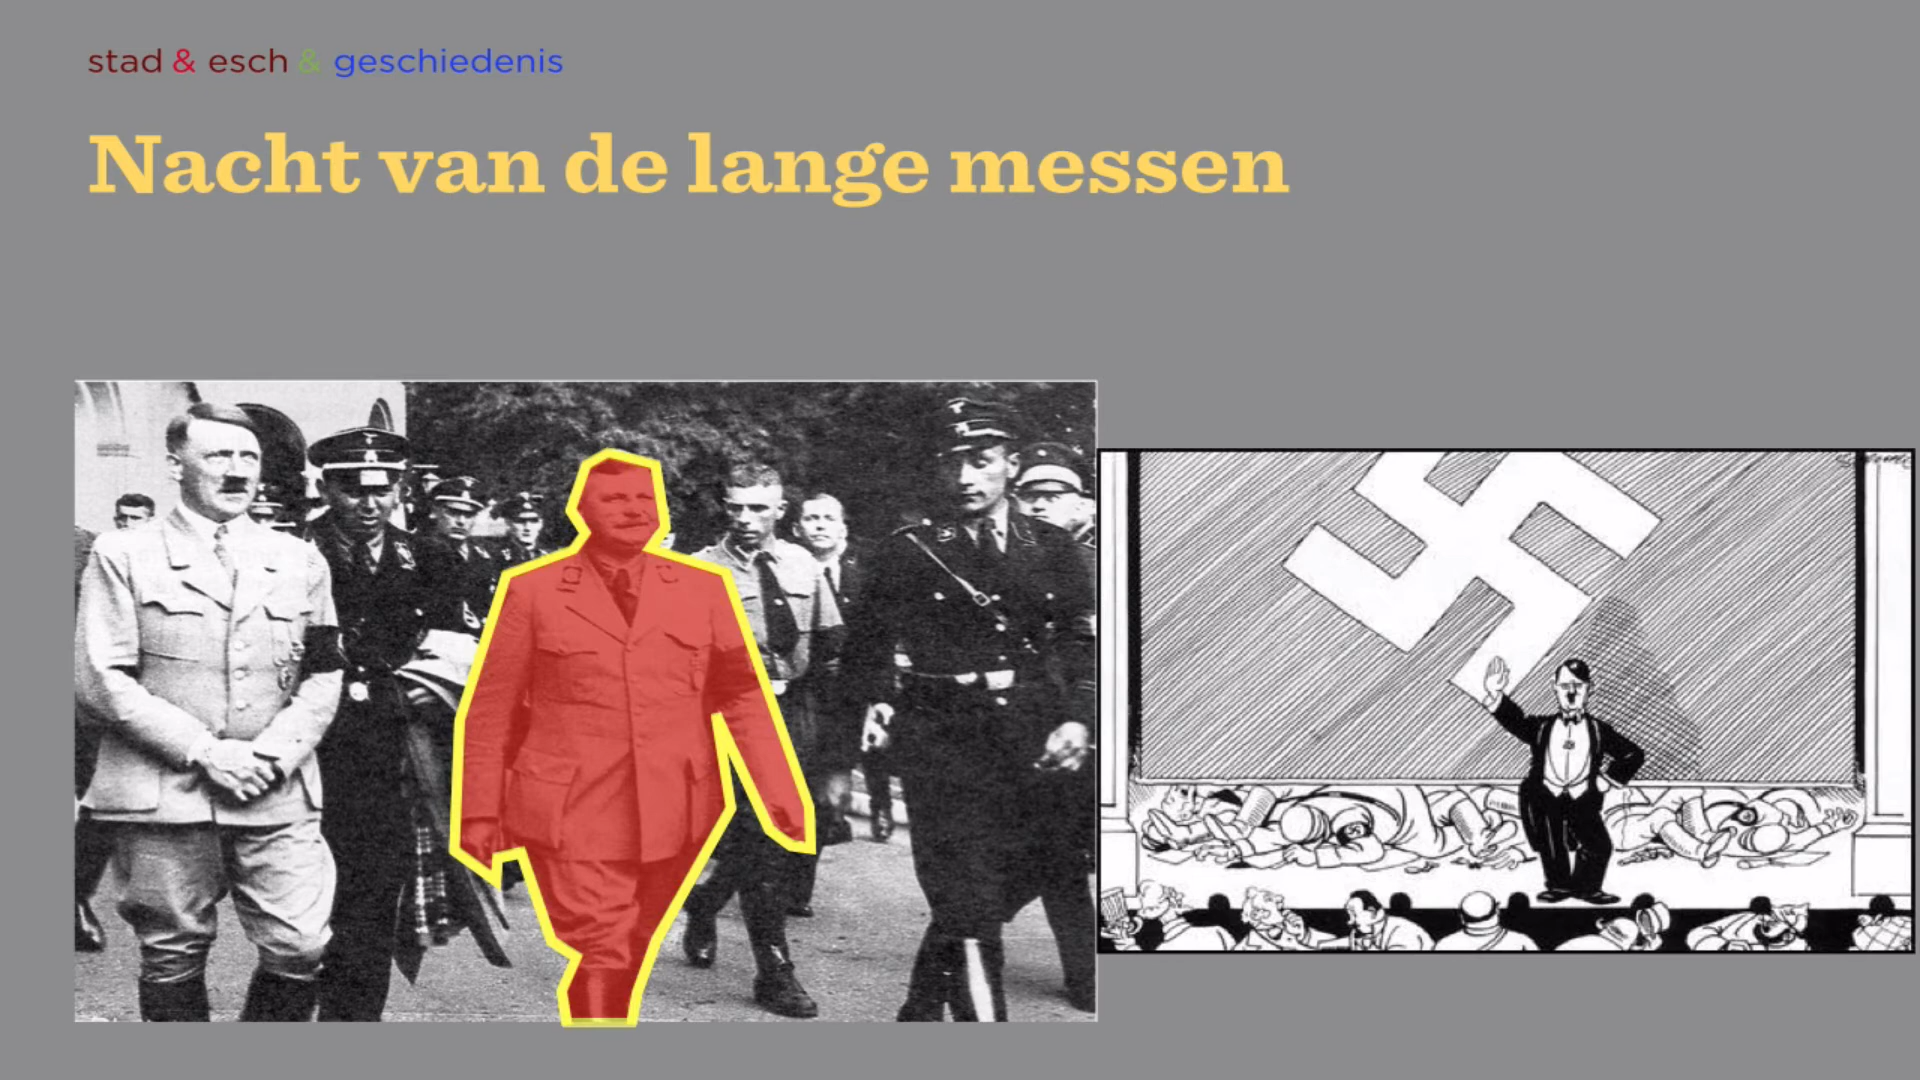 stad & esch & geschiedenis
Nacht van de lange messen